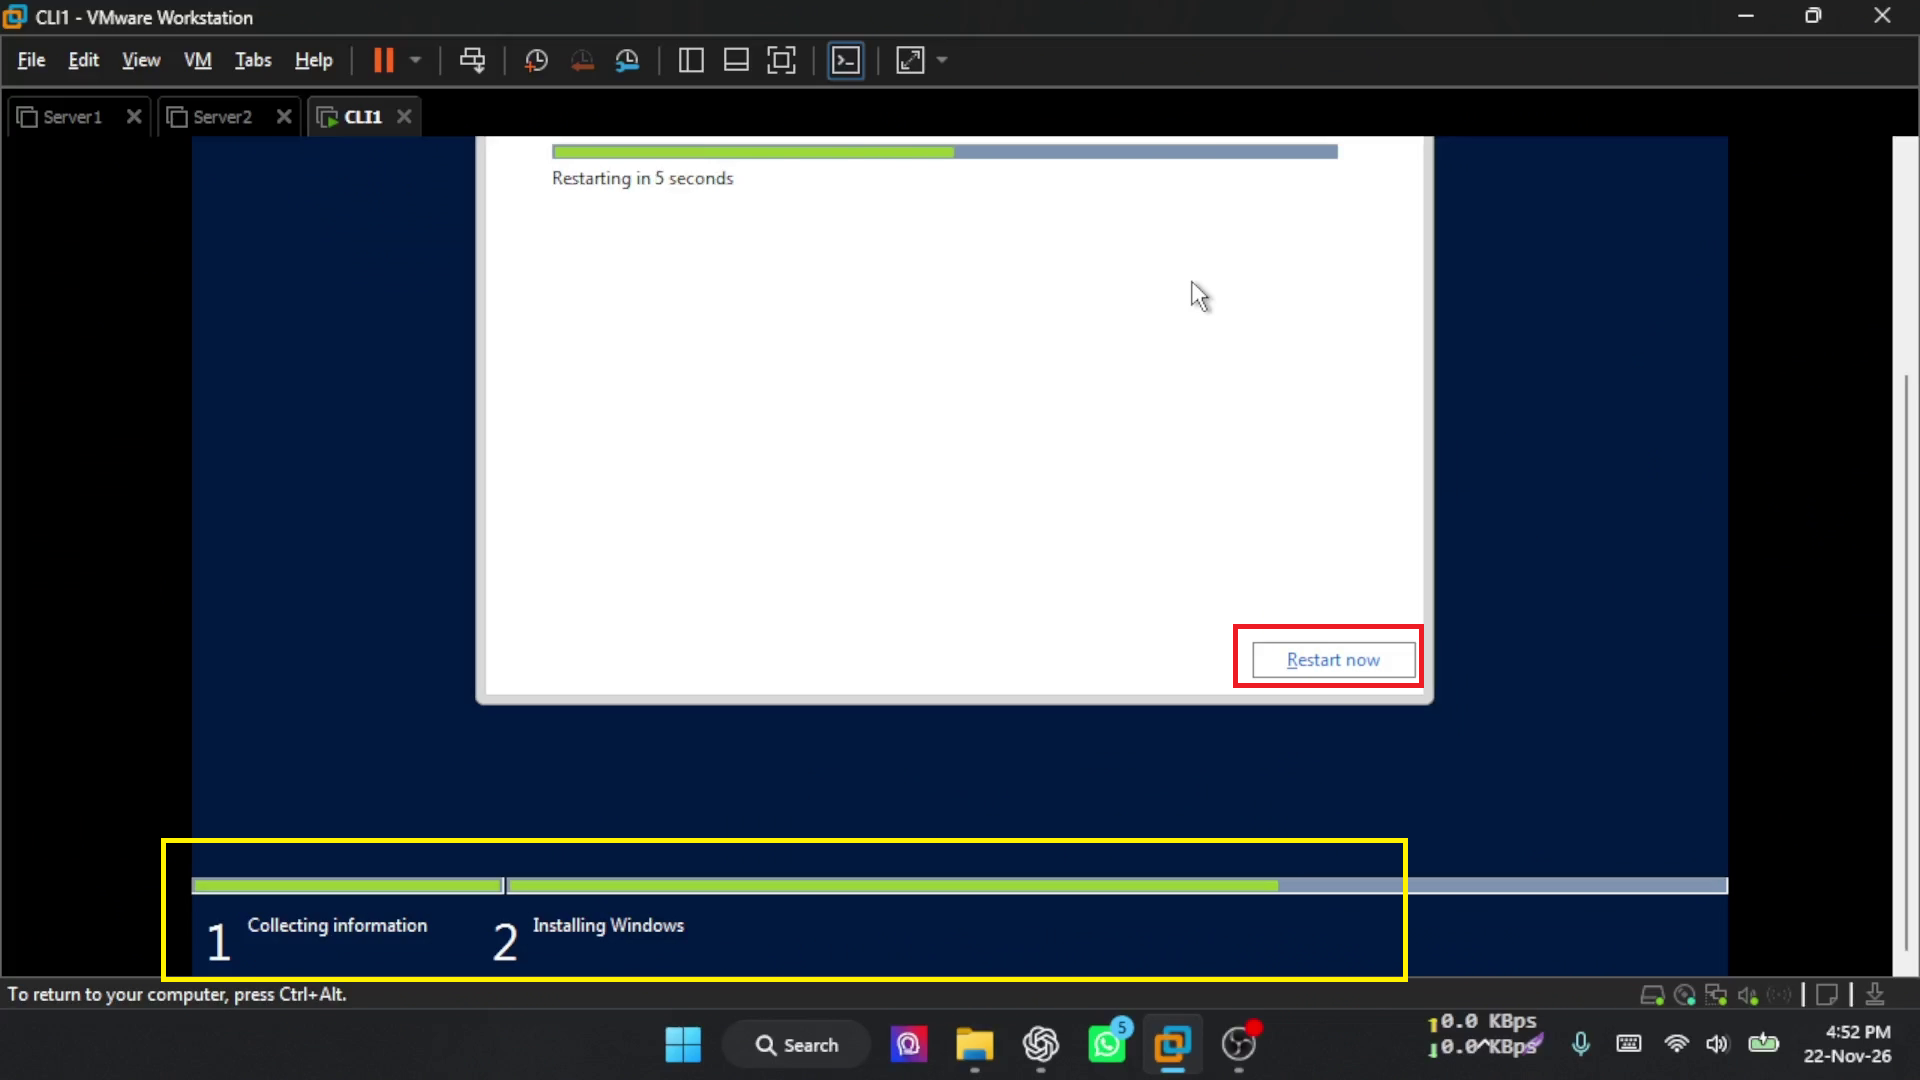 CLI1 - VMware Workstation
File Edit View VM Tabs Help
Server1 Server2 CLI1
Restarting in 5 seconds
Restart now
1 Collecting information 2 Installing Windows
To return to your computer, press Ctrl+Alt.
Search
5
0.0 KBps
0.0 KBps
4:52 PM
22-Nov-26